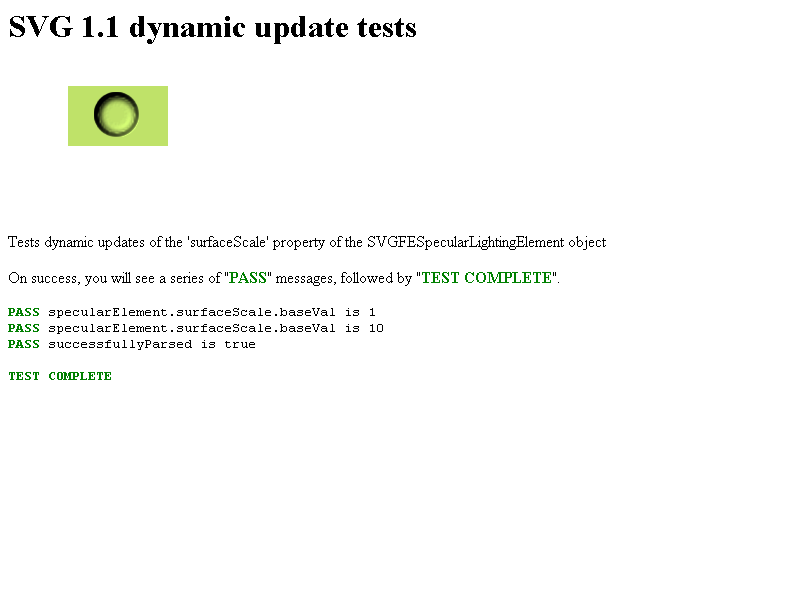 SVG 1.1 dynamic update tests
Tests dynamic updates of the 'surfaceScale' property of the SVGFESpecularLightingElement object
On success, you will see a series of "PASS" messages, followed by "TEST COMPLETE".
PASS specularElement.surfaceScale.baseVal is 1
PASS specularElement.surfaceScale.baseVal is 10
PASS successfullyParsed is true
TEST COMPLETE